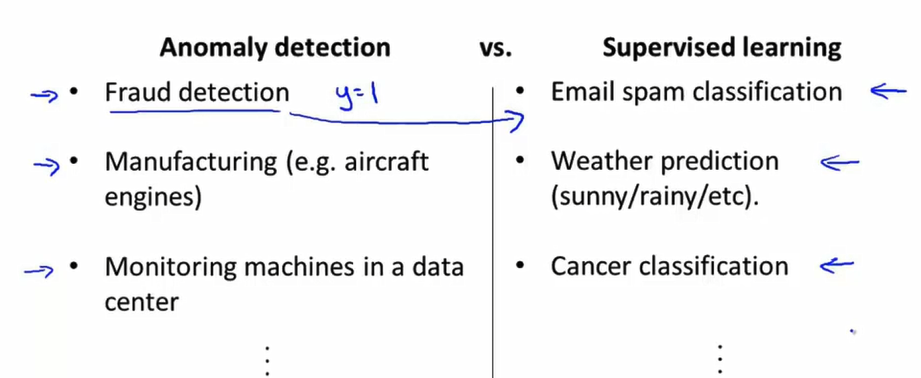 Anomaly detection vs. Supervised learning
• Fraud detection y=1
• Manufacturing (e.g. aircraft
engines)
• Monitoring machines in a data
center
• Email spam classification
• Weather prediction
(sunny/rainy/etc).
• Cancer classification